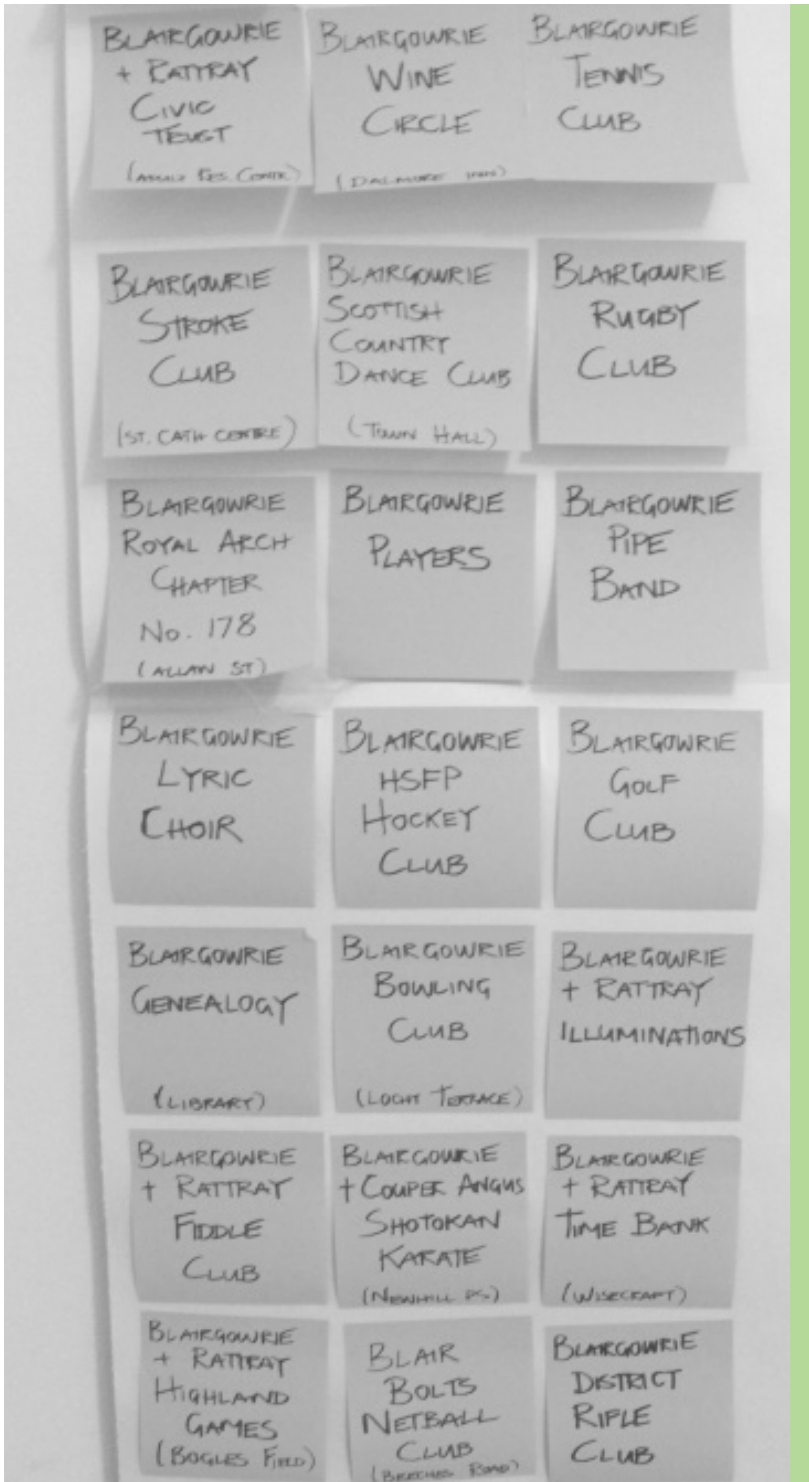 BLAIRGOWRIE
+ RATTRAY
CIVIC
TRUST
BLAIRGOWRIE
WINE
CIRCLE
(DALMORE INN)
BLAIRGOWRIE
TENNIS
CLUB
BLAIRGOWRIE
STROKE
CLUB
(ST. CATH CENTRE)
BLAIRGOWRIE
SCOTTISH
COUNTRY
DANCE CLUB
(TOWN HALL)
BLAIRGOWRIE
RUGBY
CLUB
BLAIRGOWRIE
ROYAL ARCH
CHAPTER
No. 178
(ALLAN ST)
BLAIRGOWRIE
PLAYERS
BLAIRGOWRIE
PIPE
BAND
BLAIRGOWRIE
LYRIC
CHOIR
BLAIRGOWRIE
HSFP
HOCKEY
CLUB
BLAIRGOWRIE
GOLF
CLUB
BLAIRGOWRIE
GENEALOGY
(LIBRARY)
BLAIRGOWRIE
BOWLING
CLUB
(LOCHY TERRACE)
BLAIRGOWRIE
+ RATTRAY
ILLUMINATIONS
BLAIRGOWRIE
+ RATTRAY
FIDDLE
CLUB
BLAIRGOWRIE
+ COUPER ANGUS
SHOTOKAN
KARATE
(NEWHILL PS)
BLAIRGOWRIE
+ RATTRAY
TIME BANK
(WISECRAFT)
BLAIRGOWRIE
+ RATTRAY
HIGHLAND
GAMES
(BOGLES FIELD)
BLAIR
BOLTS
NETBALL
CLUB
BLAIRGOWRIE
DISTRICT
RIFLE
CLUB